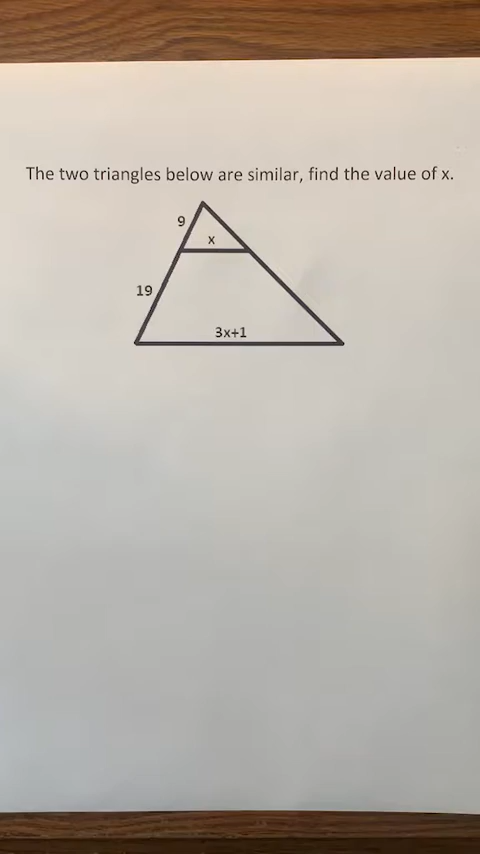 The two triangles below are similar, find the value of x.
9
x
19
3x+1